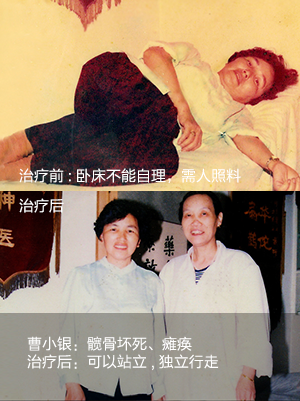 治疗前：卧床不能自理，需人照料
治疗后
神医
藥
曹小银：髋骨坏死、瘫痪
治疗后：可以站立，独立行走